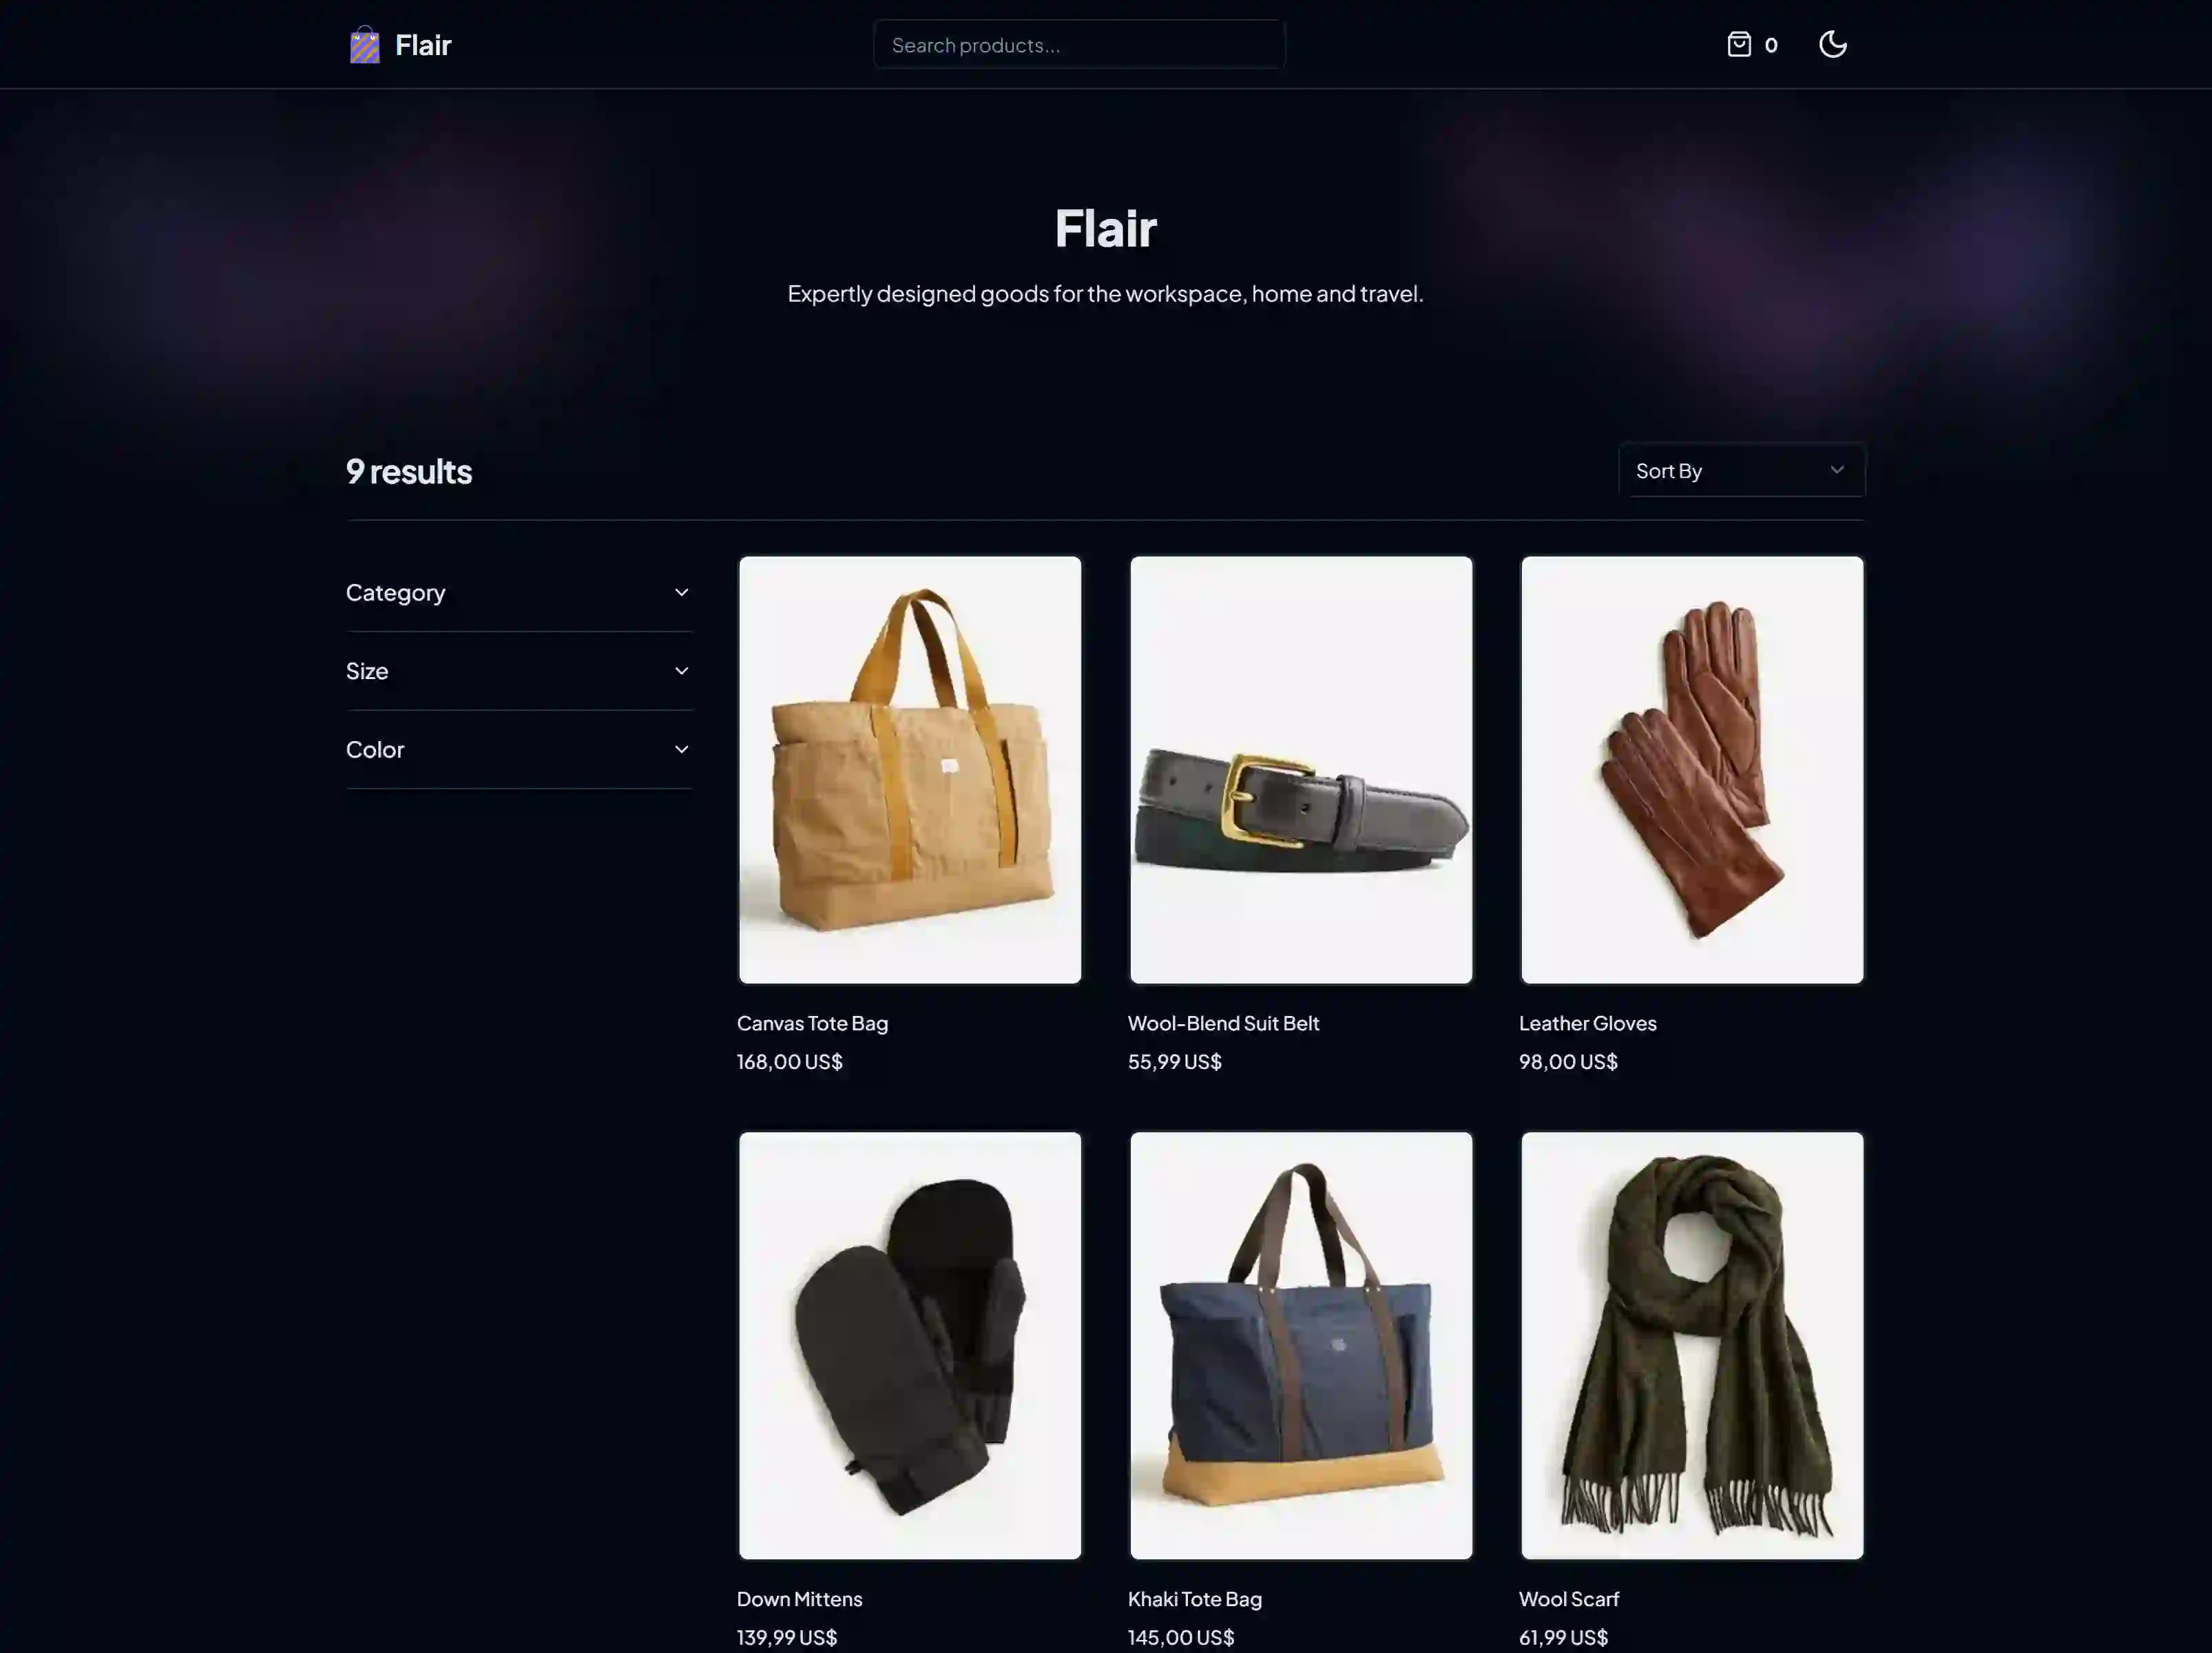 Flair
Search products...
0
Flair
Expertly designed goods for the workspace, home and travel.
9 results
Sort By
Category
Size
Color
Canvas Tote Bag
168,00 US$
Wool-Blend Suit Belt
55,99 US$
Leather Gloves
98,00 US$
Down Mittens
139,99 US$
Khaki Tote Bag
145,00 US$
Wool Scarf
61,99 US$